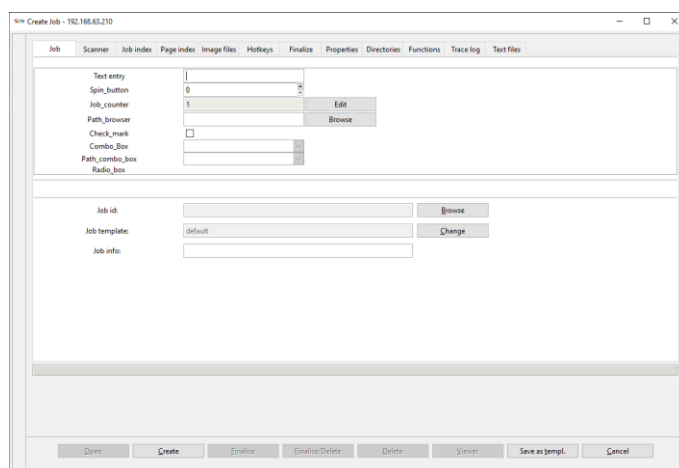 Create Job - 192.168.63.210
Job Scanner Job index Page index Image files Hotkeys Finalize Properties Directories Functions Trace log Text files
Text entry
Spin_button 0
Job_counter 1 Edit
Path_browser Browse
Check_mark
Combo_Box
Path_combo_box
Radio_box
Job id: Browse
Job template: default Change
Job info:
Open Create Finalize Finalize/Delete Delete Viewer Save as templ. Cancel